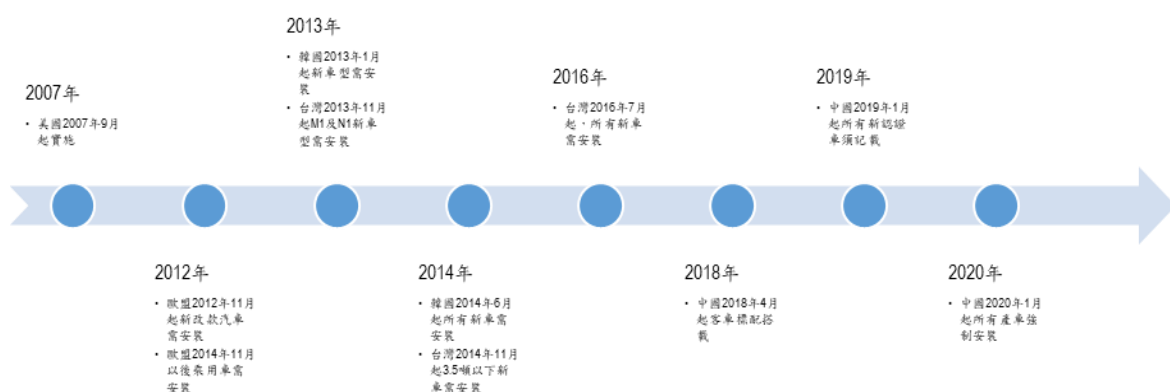 2007年
• 美國2007年9月
起實施
2012年
• 歐盟2012年11月
起新改款汽車
需安裝
• 歐盟2014年11月
以後乘用車需
安裝
2013年
• 韓國2013年1月
起新車型需安
裝
• 台灣2013年11月
起M1及N1新車
型需安裝
2014年
• 韓國2014年6月
起所有新車需
安裝
• 台灣2014年11月
起3.5噸以下新
車需安裝
2016年
• 台灣2016年7月
起，所有新車
需安裝
2018年
• 中國2018年4月
起客車標配搭
載
2019年
• 中國2019年1月
起所有新認證
車須記載
2020年
• 中國2020年1月
起所有產車強
制安裝